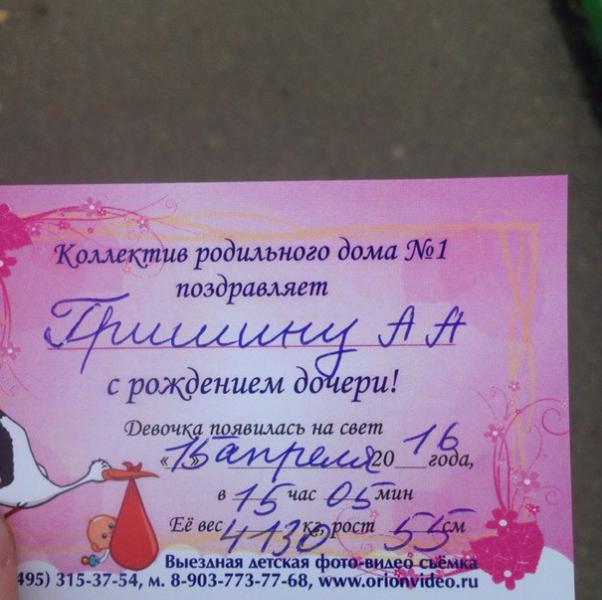 Коллектив родильного дома №1
поздравляет
Гришину А А
с рождением дочери!
Девочка появилась на свет
«15» апреля 2016 года,
в 15 час 05 мин
Её вес 4130 кг, рост 55 см
Выездная детская фото-видео съёмка
495) 315-37-54, м. 8-903-773-77-68, www.orionvideo.ru